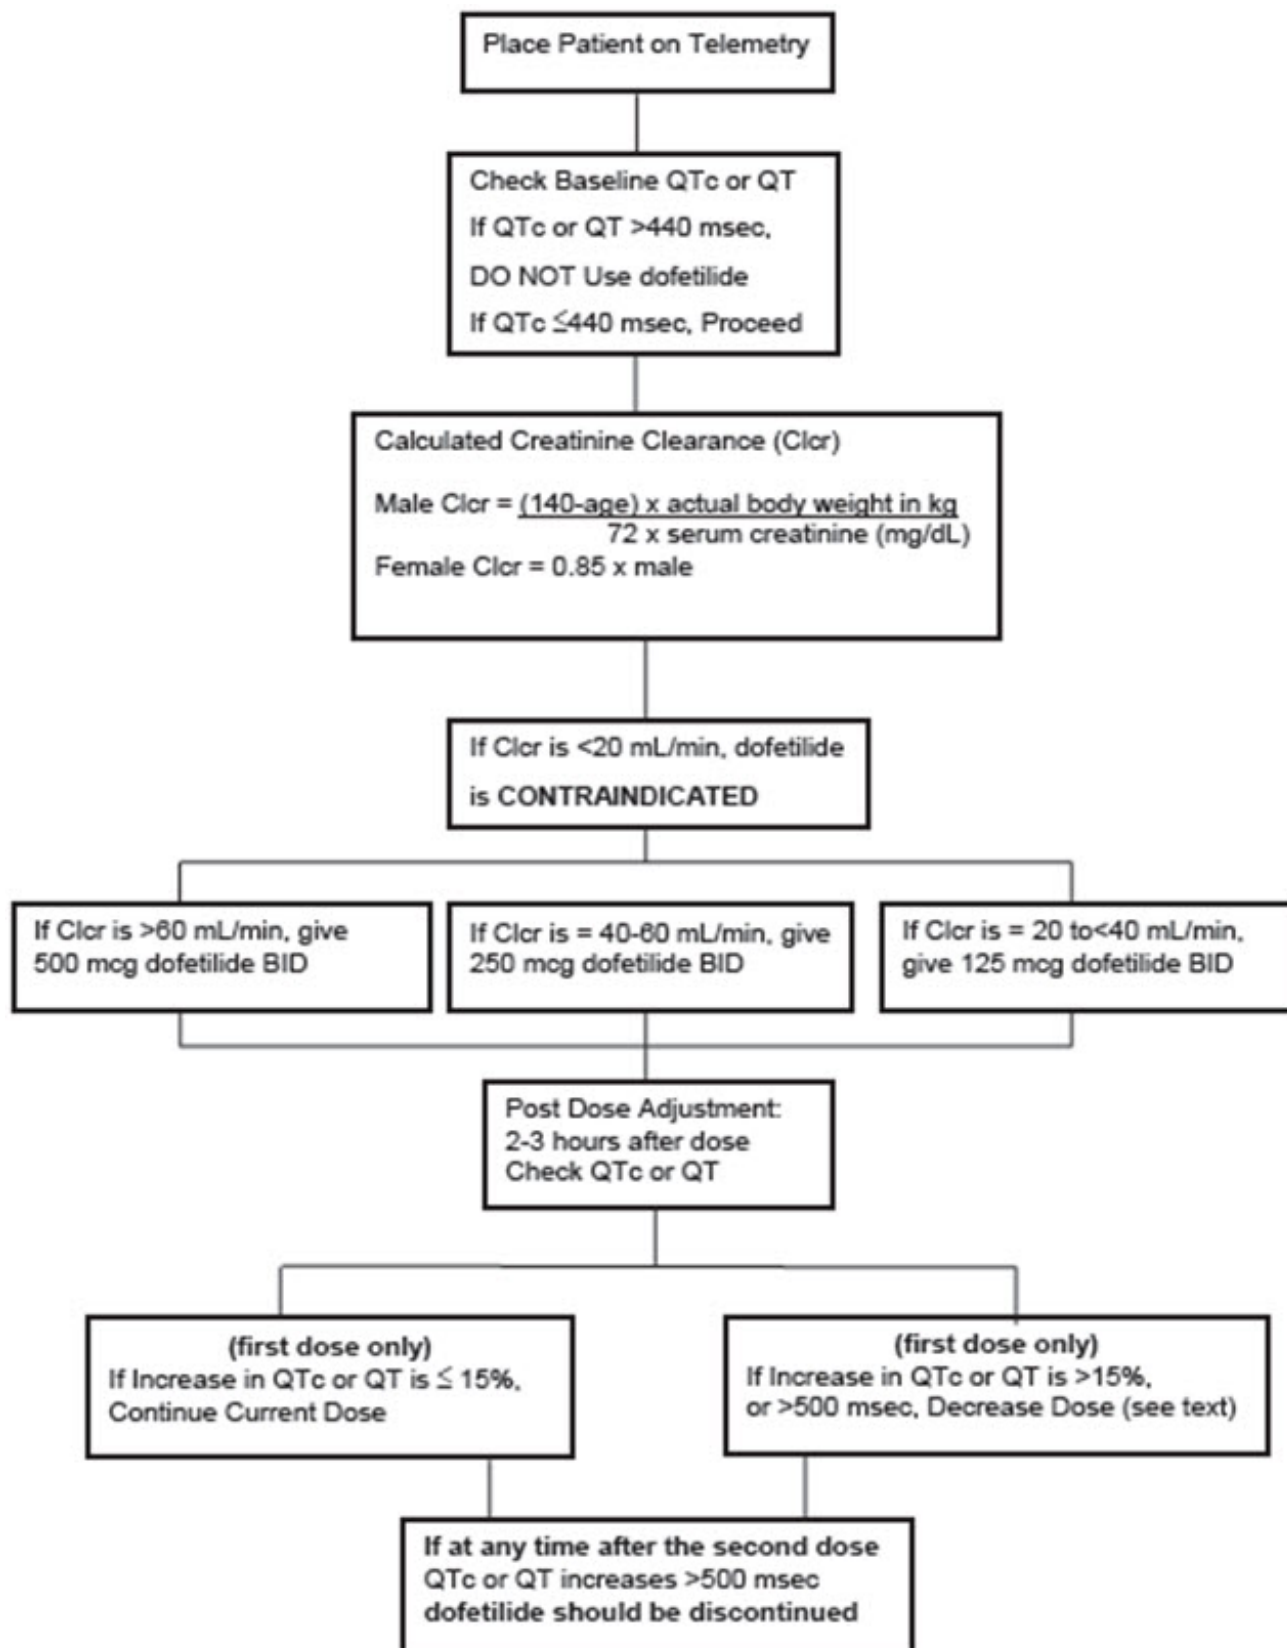 Place Patient on Telemetry
Check Baseline QTc or QT
If QTc or QT >440 msec,
DO NOT Use dofetilide
If QTc ≤440 msec, Proceed
Calculated Creatinine Clearance (Clcr)
Male Clcr = (140-age) x actual body weight in kg
72 x serum creatinine (mg/dL)
Female Clcr = 0.85 x male
If Clcr is <20 mL/min, dofetilide
is CONTRAINDICATED
If Clcr is >60 mL/min, give
500 mcg dofetilide BID
If Clcr is = 40-60 mL/min, give
250 mcg dofetilide BID
If Clcr is = 20 to<40 mL/min,
give 125 mcg dofetilide BID
Post Dose Adjustment:
2-3 hours after dose
Check QTc or QT
(first dose only)
If Increase in QTc or QT is ≤ 15%,
Continue Current Dose
(first dose only)
If Increase in QTc or QT is >15%,
or >500 msec, Decrease Dose (see text)
If at any time after the second dose
QTc or QT increases >500 msec
dofetilide should be discontinued